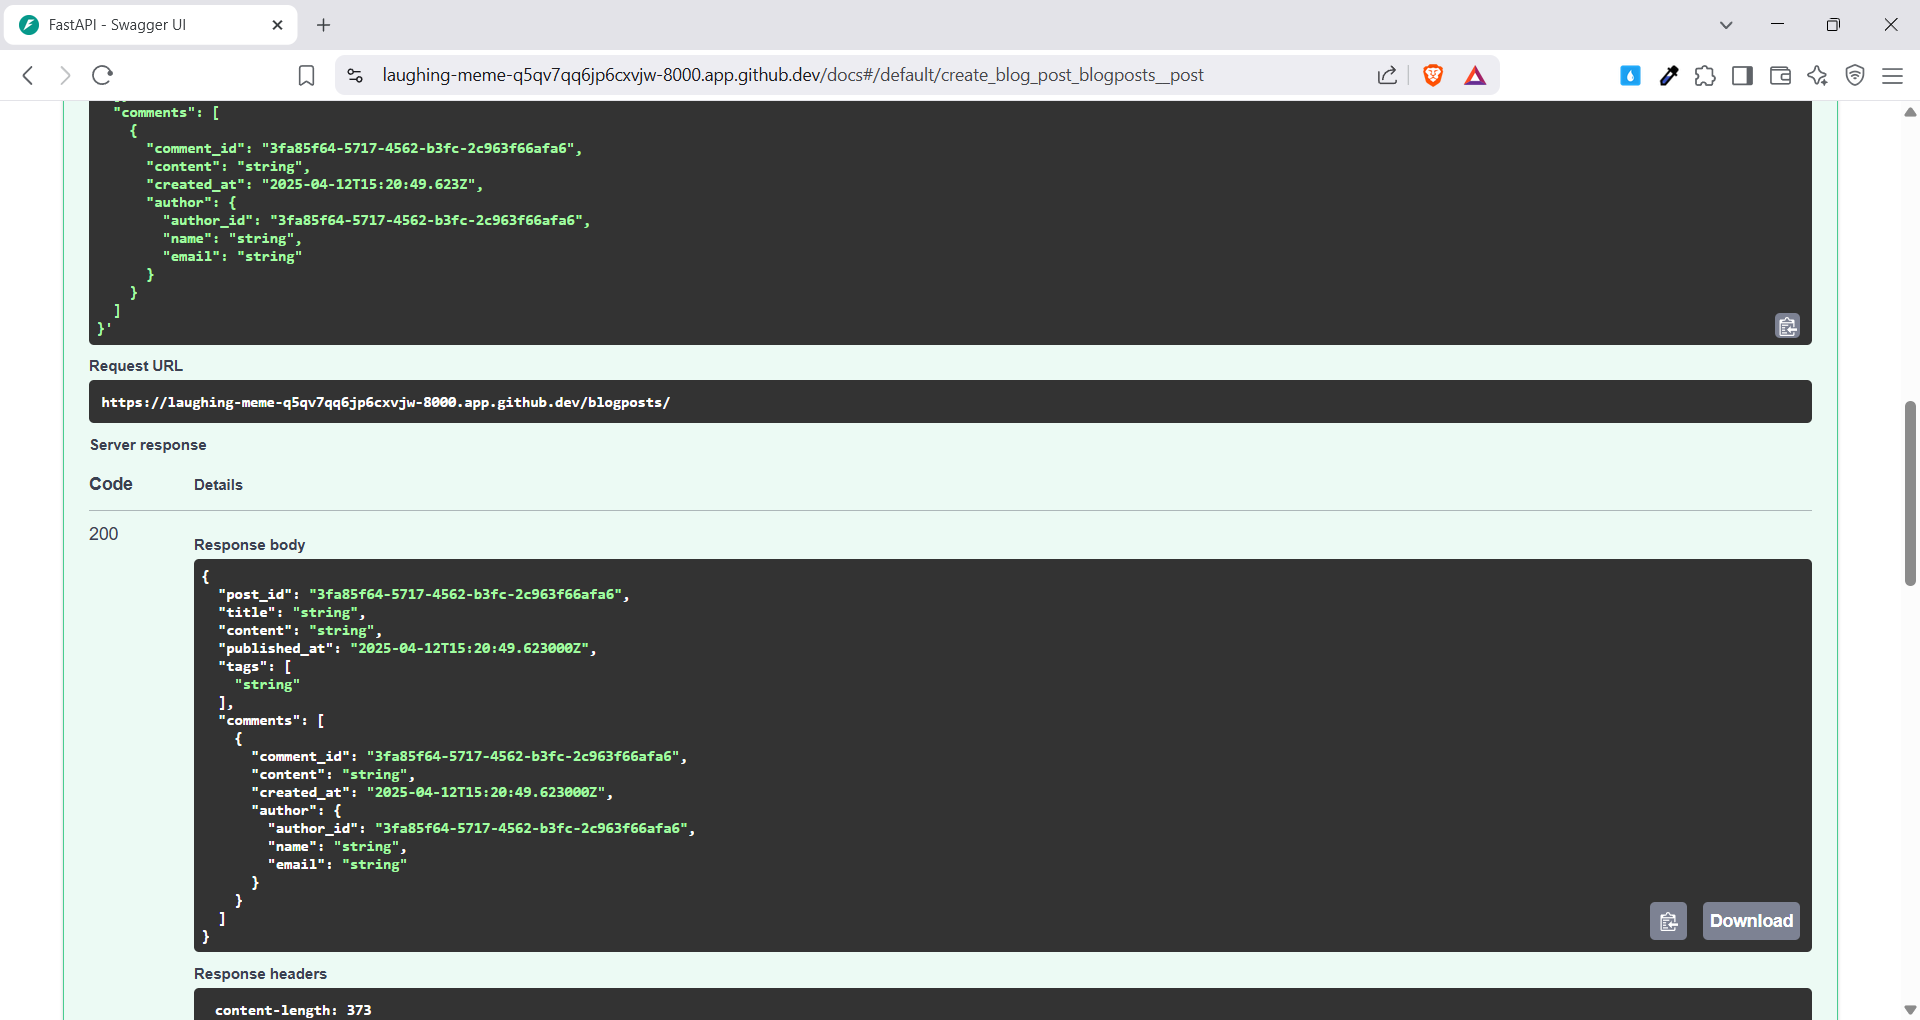 FastAPI - Swagger UI
laughing-meme-q5qv7qq6jp6cxvjw-8000.app.github.dev/docs#/default/create_blog_post_blogposts__post
"comments": [
{
"comment_id": "3fa85f64-5717-4562-b3fc-2c963f66afa6",
"content": "string",
"created_at": "2025-04-12T15:20:49.623Z",
"author": {
"author_id": "3fa85f64-5717-4562-b3fc-2c963f66afa6",
"name": "string",
"email": "string"
}
}
]
}'
Request URL
https://laughing-meme-q5qv7qq6jp6cxvjw-8000.app.github.dev/blogposts/
Server response
Code Details
200
Response body
{
"post_id": "3fa85f64-5717-4562-b3fc-2c963f66afa6",
"title": "string",
"content": "string",
"published_at": "2025-04-12T15:20:49.623000Z",
"tags": [
"string"
],
"comments": [
{
"comment_id": "3fa85f64-5717-4562-b3fc-2c963f66afa6",
"content": "string",
"created_at": "2025-04-12T15:20:49.623000Z",
"author": {
"author_id": "3fa85f64-5717-4562-b3fc-2c963f66afa6",
"name": "string",
"email": "string"
}
}
]
}
Download
Response headers
content-length: 373